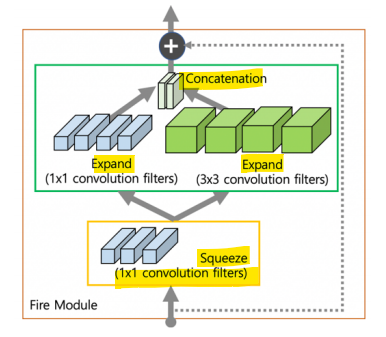 +
Concatenation
Expand
(1x1 convolution filters)
Expand
(3x3 convolution filters)
Squeeze
(1x1 convolution filters)
Fire Module